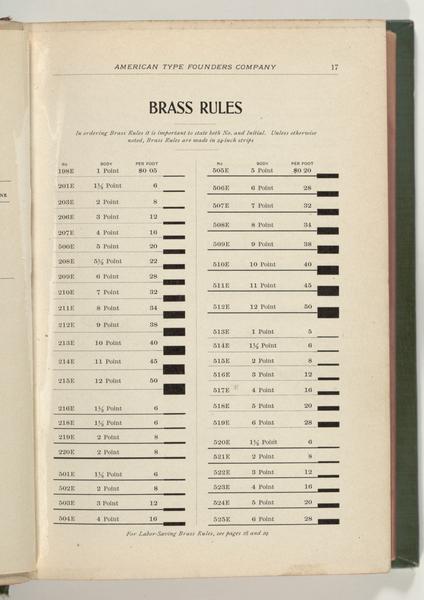 AMERICAN TYPE FOUNDERS COMPANY 17
BRASS RULES
In ordering Brass Rules it is important to state both No. and Initial. Unless otherwise
noted, Brass Rules are made in 24-inch strips
No BODY PER FOOT
198E 1 Point $0 05
201E 1½ Point 6
203E 2 Point 8
206E 3 Point 12
207E 4 Point 16
500E 5 Point 20
208E 5½ Point 22
209E 6 Point 28
210E 7 Point 32
211E 8 Point 34
212E 9 Point 38
213E 10 Point 40
214E 11 Point 45
215E 12 Point 50
216E 1½ Point 6
218E 1½ Point 6
219E 2 Point 8
220E 2 Point 8
501E 1½ Point 6
502E 2 Point 8
503E 3 Point 12
504E 4 Point 16
No BODY PER FOOT
505E 5 Point $0 20
506E 6 Point 28
507E 7 Point 32
508E 8 Point 34
509E 9 Point 38
510E 10 Point 40
511E 11 Point 45
512E 12 Point 50
513E 1 Point 5
514E 1½ Point 6
515E 2 Point 8
516E 3 Point 12
517E 4 Point 16
518E 5 Point 20
519E 6 Point 28
520E 1½ Point 6
521E 2 Point 8
522E 3 Point 12
523E 4 Point 16
524E 5 Point 20
525E 6 Point 28
For Labor-Saving Brass Rules, see pages 28 and 29